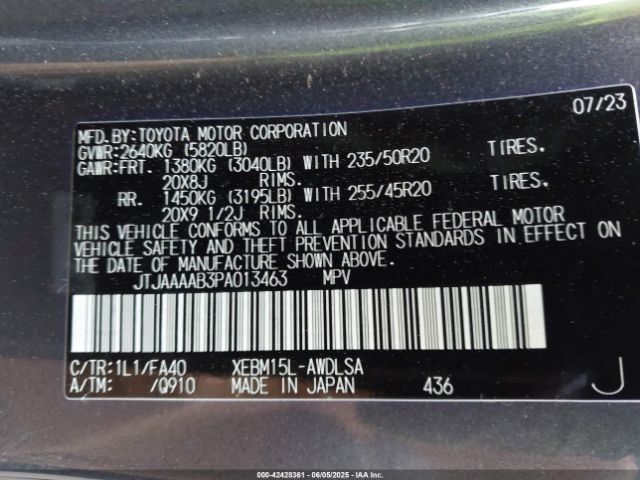 07/23
MFD.BY:TOYOTA MOTOR CORPORATION
GVWR:2640KG (5820LB)
GAWR:FRT. 1380KG (3040LB) WITH 235/50R20 TIRES.
20X8J RIMS.
RR. 1450KG (3195LB) WITH 255/45R20 TIRES.
20X9 1/2J RIMS.
THIS VEHICLE CONFORMS TO ALL APPLICABLE FEDERAL MOTOR
VEHICLE SAFETY AND THEFT PREVENTION STANDARDS IN EFFECT ON
THE DATE OF MANUFACTURE SHOWN ABOVE.
JTJAAAAB3PA013463 MPV
C/TR:1L1/FA40 XEBM15L-AWDLSA
A/TM: /Q910 MADE IN JAPAN 436 J
000-42428361 - 06/05/2025 - IAA Inc.